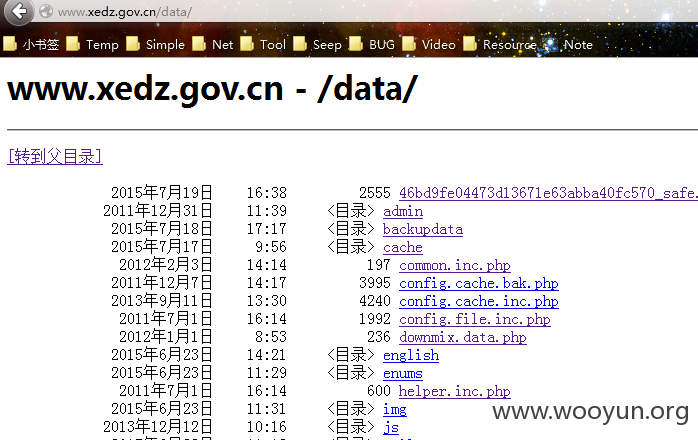 www.xedz.gov.cn/data/
小书签 Temp Simple Net Tool Seep BUG Video Resource Note
www.xedz.gov.cn - /data/
[转到父目录]
2015年7月19日 16:38 2555 46bd9fe04473d13671e63abba40fc570_safe.
2011年12月31日 11:39 <目录> admin
2015年7月18日 17:17 <目录> backupdata
2015年7月17日 9:56 <目录> cache
2012年2月3日 14:14 197 common.inc.php
2011年12月7日 14:17 3995 config.cache.bak.php
2013年9月11日 13:30 4240 config.cache.inc.php
2011年7月1日 16:14 1992 config.file.inc.php
2012年1月1日 8:53 236 downmix.data.php
2015年6月23日 14:21 <目录> english
2015年6月23日 11:29 <目录> enums
2011年7月1日 16:14 600 helper.inc.php
2015年6月23日 11:31 <目录> img
2013年12月12日 10:16 <目录> js
www.wooyun.org